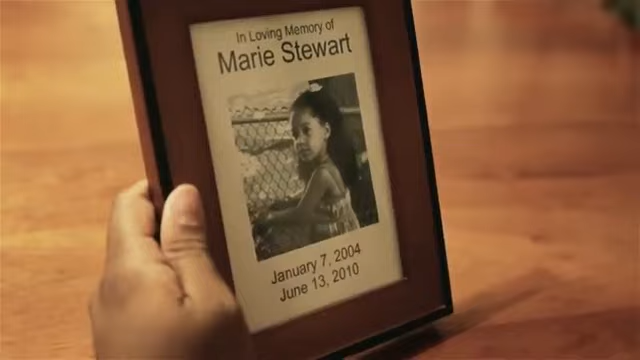 In Loving Memory of
Marie Stewart
January 7, 2004
June 13, 2010